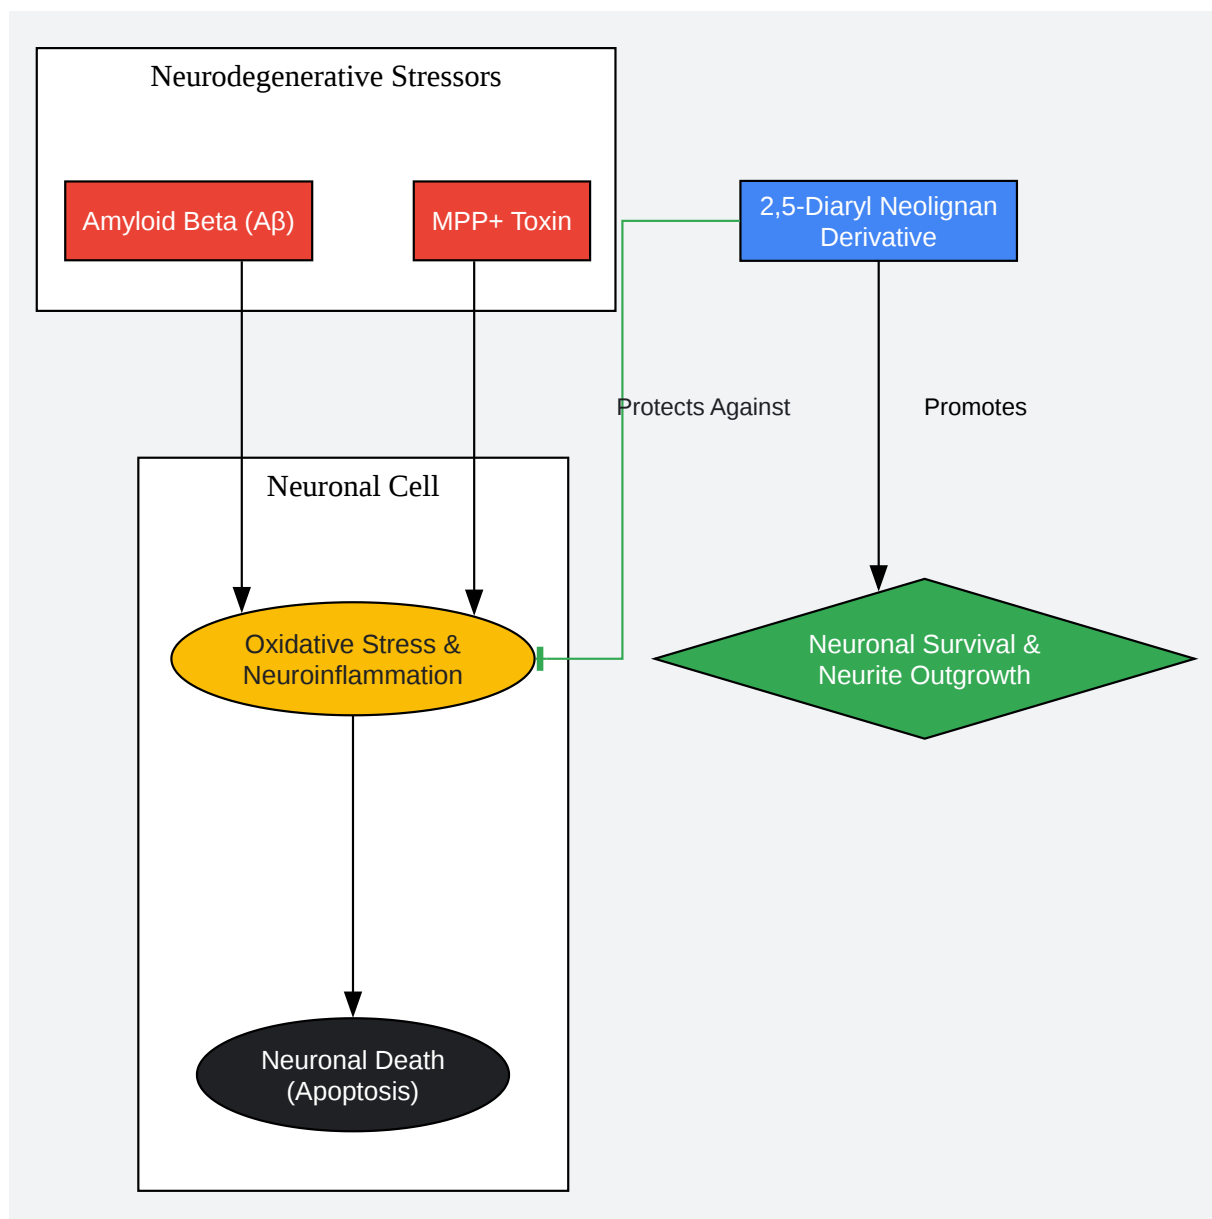 Neurodegenerative Stressors
Amyloid Beta (Aβ)
MPP+ Toxin
2,5-Diaryl Neolignan
Derivative
Protects Against
Promotes
Neuronal Cell
Oxidative Stress &
Neuroinflammation
Neuronal Survival &
Neurite Outgrowth
Neuronal Death
(Apoptosis)